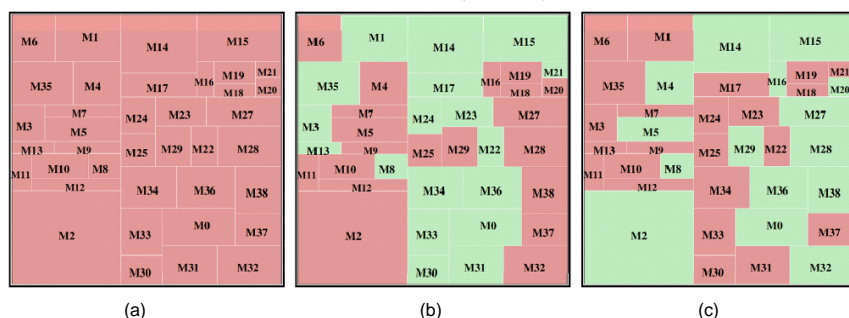 M6 M1 M14 M15
M35 M4 M17 M16 M19 M21
M18 M20
M3 M7 M24 M23 M27
M5
M13 M9 M25 M29 M22 M28
M11 M10 M8
M12 M34 M36 M38
M2 M33 M0 M37
M30 M31 M32
(a)
M6 M1 M14 M15
M35 M4 M17 M16 M19 M21
M18 M20
M3 M7 M24 M23 M27
M5
M13 M9 M25 M29 M22 M28
M11 M10 M8
M12 M34 M36 M38
M2 M33 M0 M37
M30 M31 M32
(b)
M6 M1 M14 M15
M35 M4 M17 M16 M19 M21
M18 M20
M3 M7 M24 M23 M27
M5
M13 M9 M25 M29 M22 M28
M11 M10 M8
M12 M34 M36 M38
M2 M33 M0 M37
M30 M31 M32
(c)